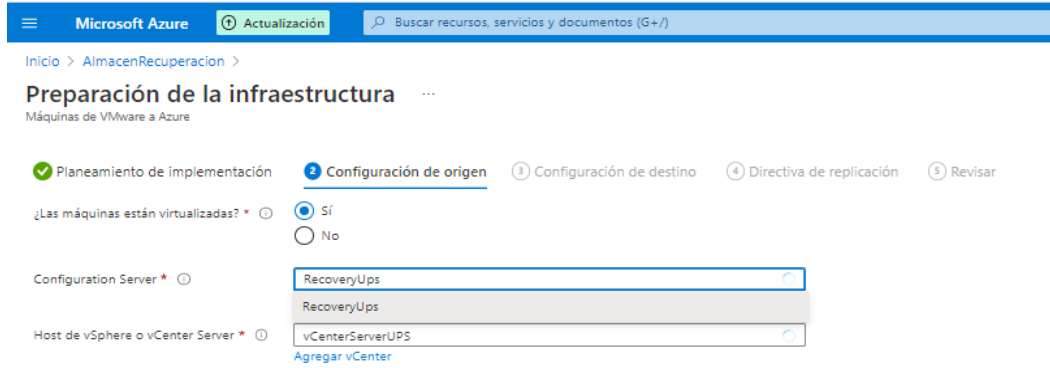 Microsoft Azure Actualización Buscar recursos, servicios y documentos (G+/)
Inicio > AlmacenRecuperacion >
Preparación de la infraestructura ...
Máquinas de VMware a Azure
Planeamiento de implementación 2 Configuración de origen 3 Configuración de destino 4 Directiva de replicación 5 Revisar
¿Las máquinas están virtualizadas? * Sí
No
Configuration Server * RecoveryUps
RecoveryUps
Host de vSphere o vCenter Server * vCenterServerUPS
Agregar vCenter